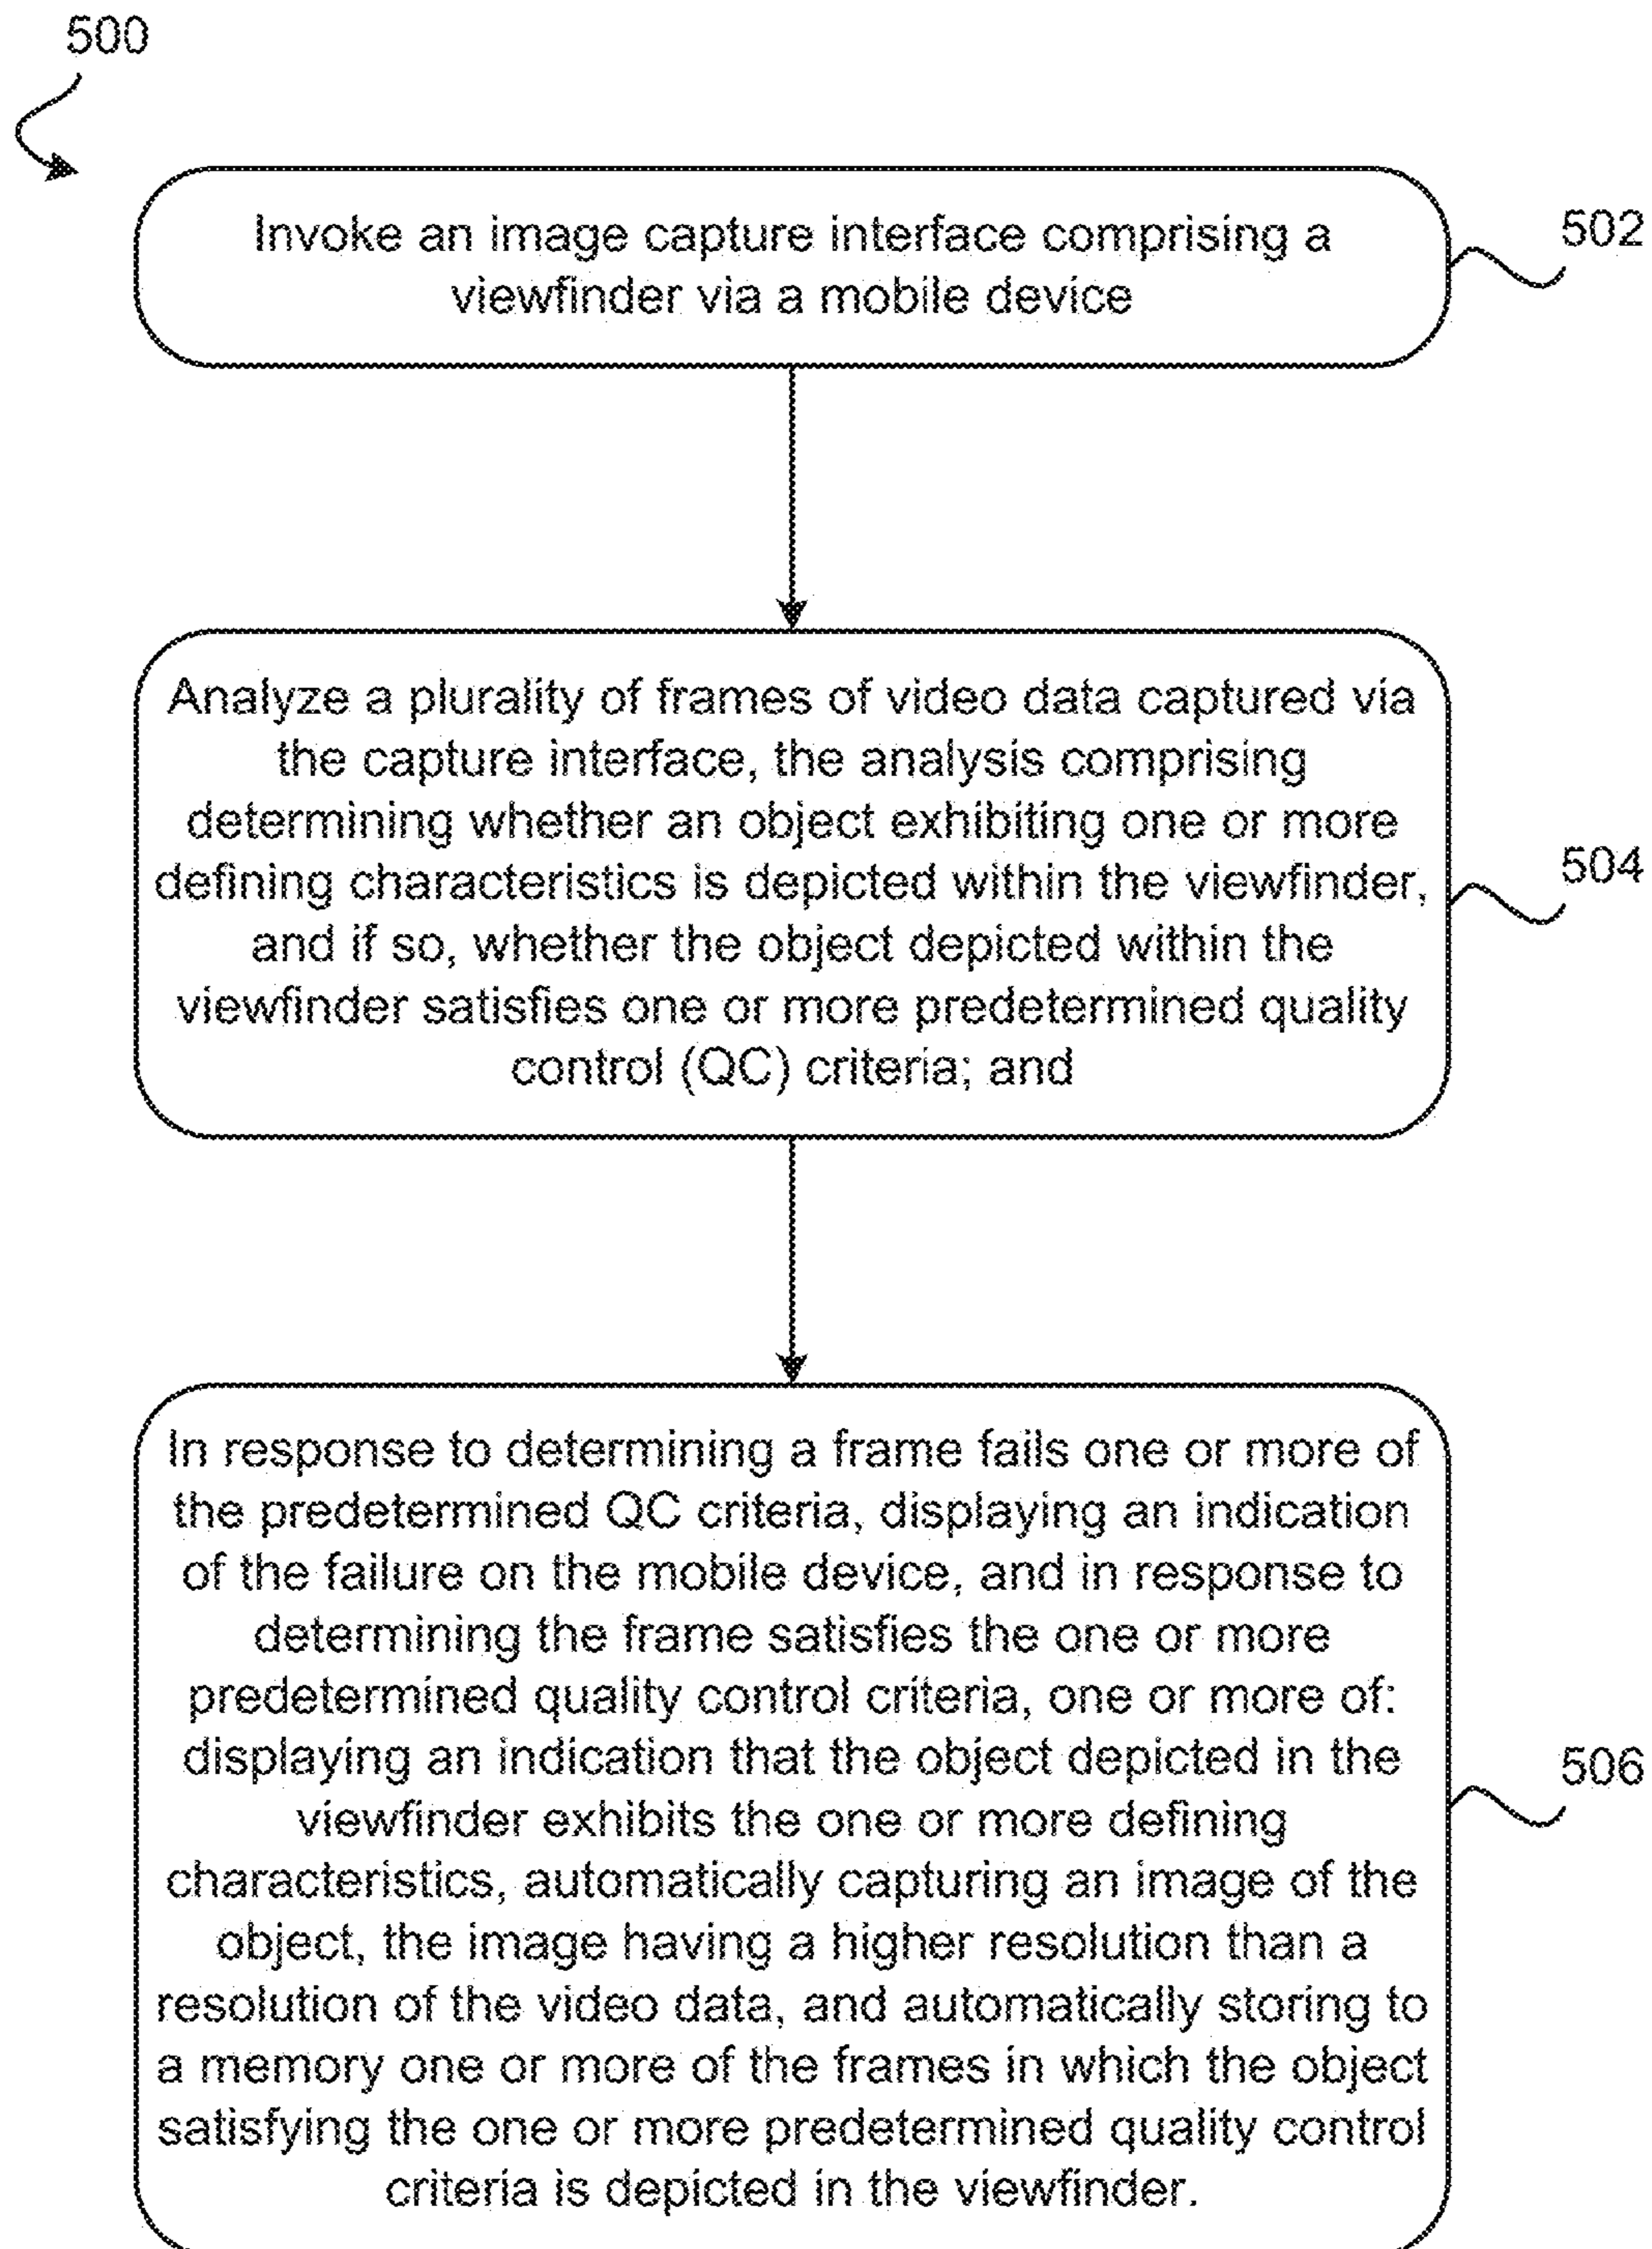 500
Invoke an image capture interface comprising a
viewfinder via a mobile device
502
Analyze a plurality of frames of video data captured via
the capture interface, the analysis comprising
determining whether an object exhibiting one or more
defining characteristics is depicted within the viewfinder,
and if so, whether the object depicted within the
viewfinder satisfies one or more predetermined quality
control (QC) criteria; and
504
In response to determining a frame fails one or more of
the predetermined QC criteria, displaying an indication
of the failure on the mobile device, and in response to
determining the frame satisfies the one or more
predetermined quality control criteria, one or more of:
displaying an indication that the object depicted in the
viewfinder exhibits the one or more defining
characteristics, automatically capturing an image of the
object, the image having a higher resolution than a
resolution of the video data, and automatically storing to
a memory one or more of the frames in which the object
satisfying the one or more predetermined quality control
criteria is depicted in the viewfinder.
506